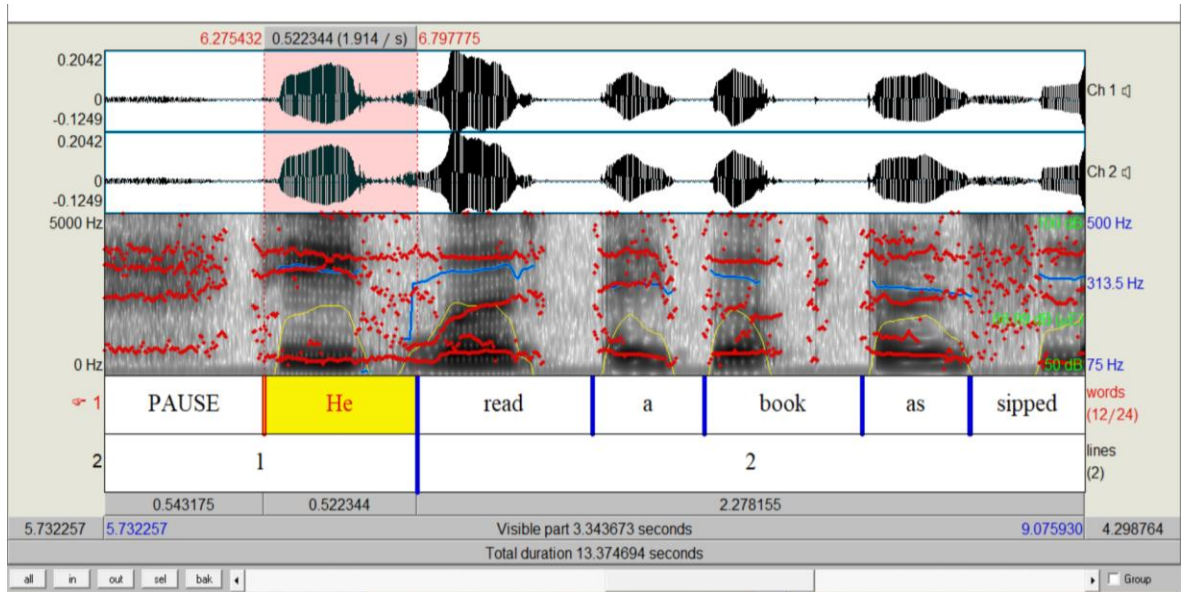 6.275432 0.522344 (1.914 / s) 6.797775
0.2042
0
-0.1249
Ch 1
0.2042
0
-0.1249
Ch 2
5000 Hz
500 Hz
313.5 Hz
0 Hz
50 dB
75 Hz
1 PAUSE He read a book as sipped words
(12/24)
2 1 2 lines
(2)
0.543175 0.522344 2.278155
5.732257 5.732257 Visible part 3.343673 seconds 9.075930 4.298764
Total duration 13.374694 seconds
all in out sel bak Group